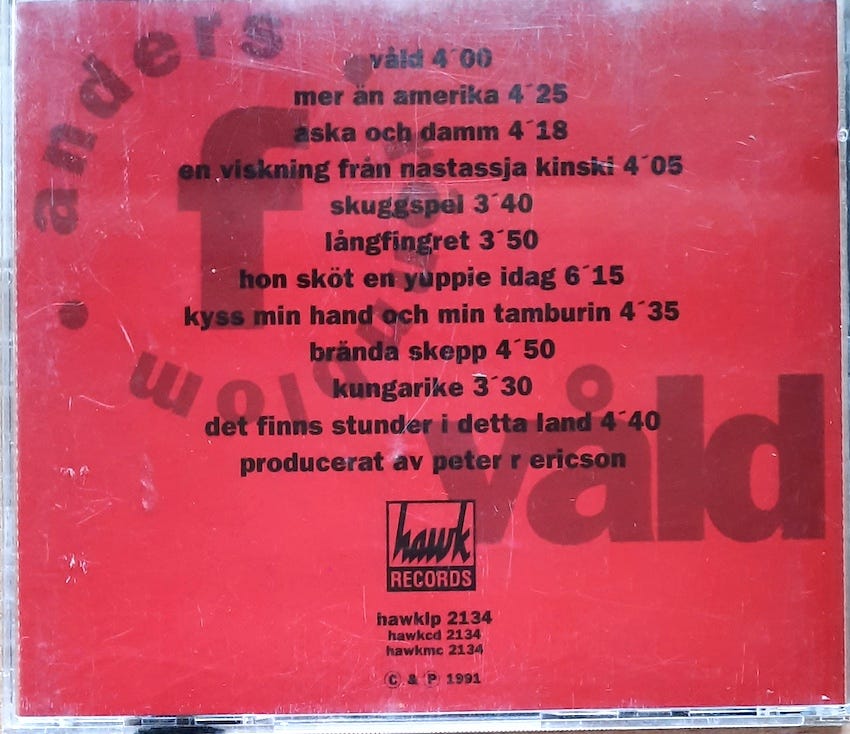 anders
f
rönnblom
våld
våld 4´00
mer än amerika 4´25
aska och damm 4´18
en viskning från nastassja kinski 4´05
skuggspel 3´40
långfingret 3´50
hon sköt en yuppie idag 6´15
kyss min hand och min tamburin 4´35
brända skepp 4´50
kungarike 3´30
det finns stunder i detta land 4´40
producerat av peter r ericson
hawk
RECORDS
hawklp 2134
hawkcd 2134
hawkmc 2134
© & ℗ 1991